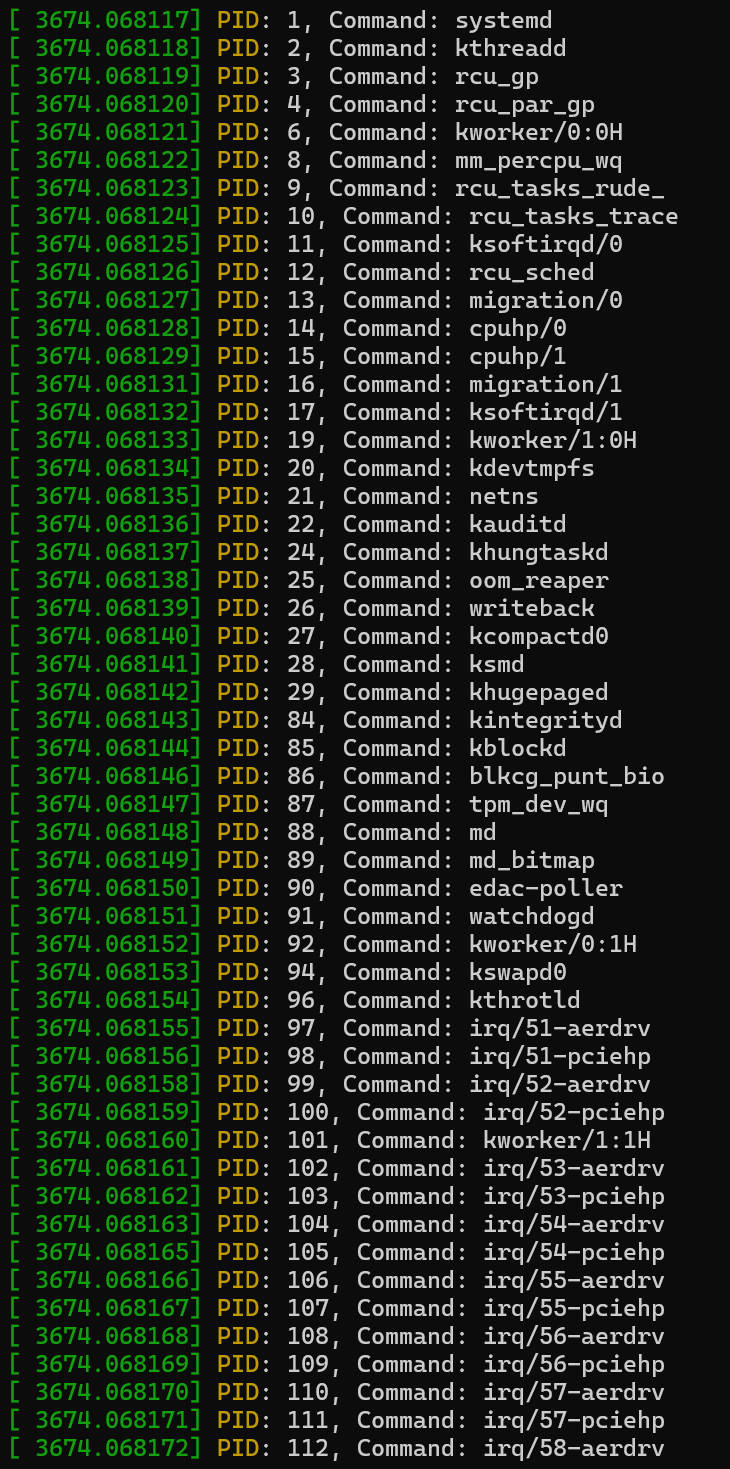 [ 3674.068117] PID: 1, Command: systemd
[ 3674.068118] PID: 2, Command: kthreadd
[ 3674.068119] PID: 3, Command: rcu_gp
[ 3674.068120] PID: 4, Command: rcu_par_gp
[ 3674.068121] PID: 6, Command: kworker/0:0H
[ 3674.068122] PID: 8, Command: mm_percpu_wq
[ 3674.068123] PID: 9, Command: rcu_tasks_rude_
[ 3674.068124] PID: 10, Command: rcu_tasks_trace
[ 3674.068125] PID: 11, Command: ksoftirqd/0
[ 3674.068126] PID: 12, Command: rcu_sched
[ 3674.068127] PID: 13, Command: migration/0
[ 3674.068128] PID: 14, Command: cpuhp/0
[ 3674.068129] PID: 15, Command: cpuhp/1
[ 3674.068131] PID: 16, Command: migration/1
[ 3674.068132] PID: 17, Command: ksoftirqd/1
[ 3674.068133] PID: 19, Command: kworker/1:0H
[ 3674.068134] PID: 20, Command: kdevtmpfs
[ 3674.068135] PID: 21, Command: netns
[ 3674.068136] PID: 22, Command: kauditd
[ 3674.068137] PID: 24, Command: khungtaskd
[ 3674.068138] PID: 25, Command: oom_reaper
[ 3674.068139] PID: 26, Command: writeback
[ 3674.068140] PID: 27, Command: kcompactd0
[ 3674.068141] PID: 28, Command: ksmd
[ 3674.068142] PID: 29, Command: khugepaged
[ 3674.068143] PID: 84, Command: kintegrityd
[ 3674.068144] PID: 85, Command: kblockd
[ 3674.068146] PID: 86, Command: blkcg_punt_bio
[ 3674.068147] PID: 87, Command: tpm_dev_wq
[ 3674.068148] PID: 88, Command: md
[ 3674.068149] PID: 89, Command: md_bitmap
[ 3674.068150] PID: 90, Command: edac-poller
[ 3674.068151] PID: 91, Command: watchdogd
[ 3674.068152] PID: 92, Command: kworker/0:1H
[ 3674.068153] PID: 94, Command: kswapd0
[ 3674.068154] PID: 96, Command: kthrotld
[ 3674.068155] PID: 97, Command: irq/51-aerdrv
[ 3674.068156] PID: 98, Command: irq/51-pciehp
[ 3674.068158] PID: 99, Command: irq/52-aerdrv
[ 3674.068159] PID: 100, Command: irq/52-pciehp
[ 3674.068160] PID: 101, Command: kworker/1:1H
[ 3674.068161] PID: 102, Command: irq/53-aerdrv
[ 3674.068162] PID: 103, Command: irq/53-pciehp
[ 3674.068163] PID: 104, Command: irq/54-aerdrv
[ 3674.068165] PID: 105, Command: irq/54-pciehp
[ 3674.068166] PID: 106, Command: irq/55-aerdrv
[ 3674.068167] PID: 107, Command: irq/55-pciehp
[ 3674.068168] PID: 108, Command: irq/56-aerdrv
[ 3674.068169] PID: 109, Command: irq/56-pciehp
[ 3674.068170] PID: 110, Command: irq/57-aerdrv
[ 3674.068171] PID: 111, Command: irq/57-pciehp
[ 3674.068172] PID: 112, Command: irq/58-aerdrv